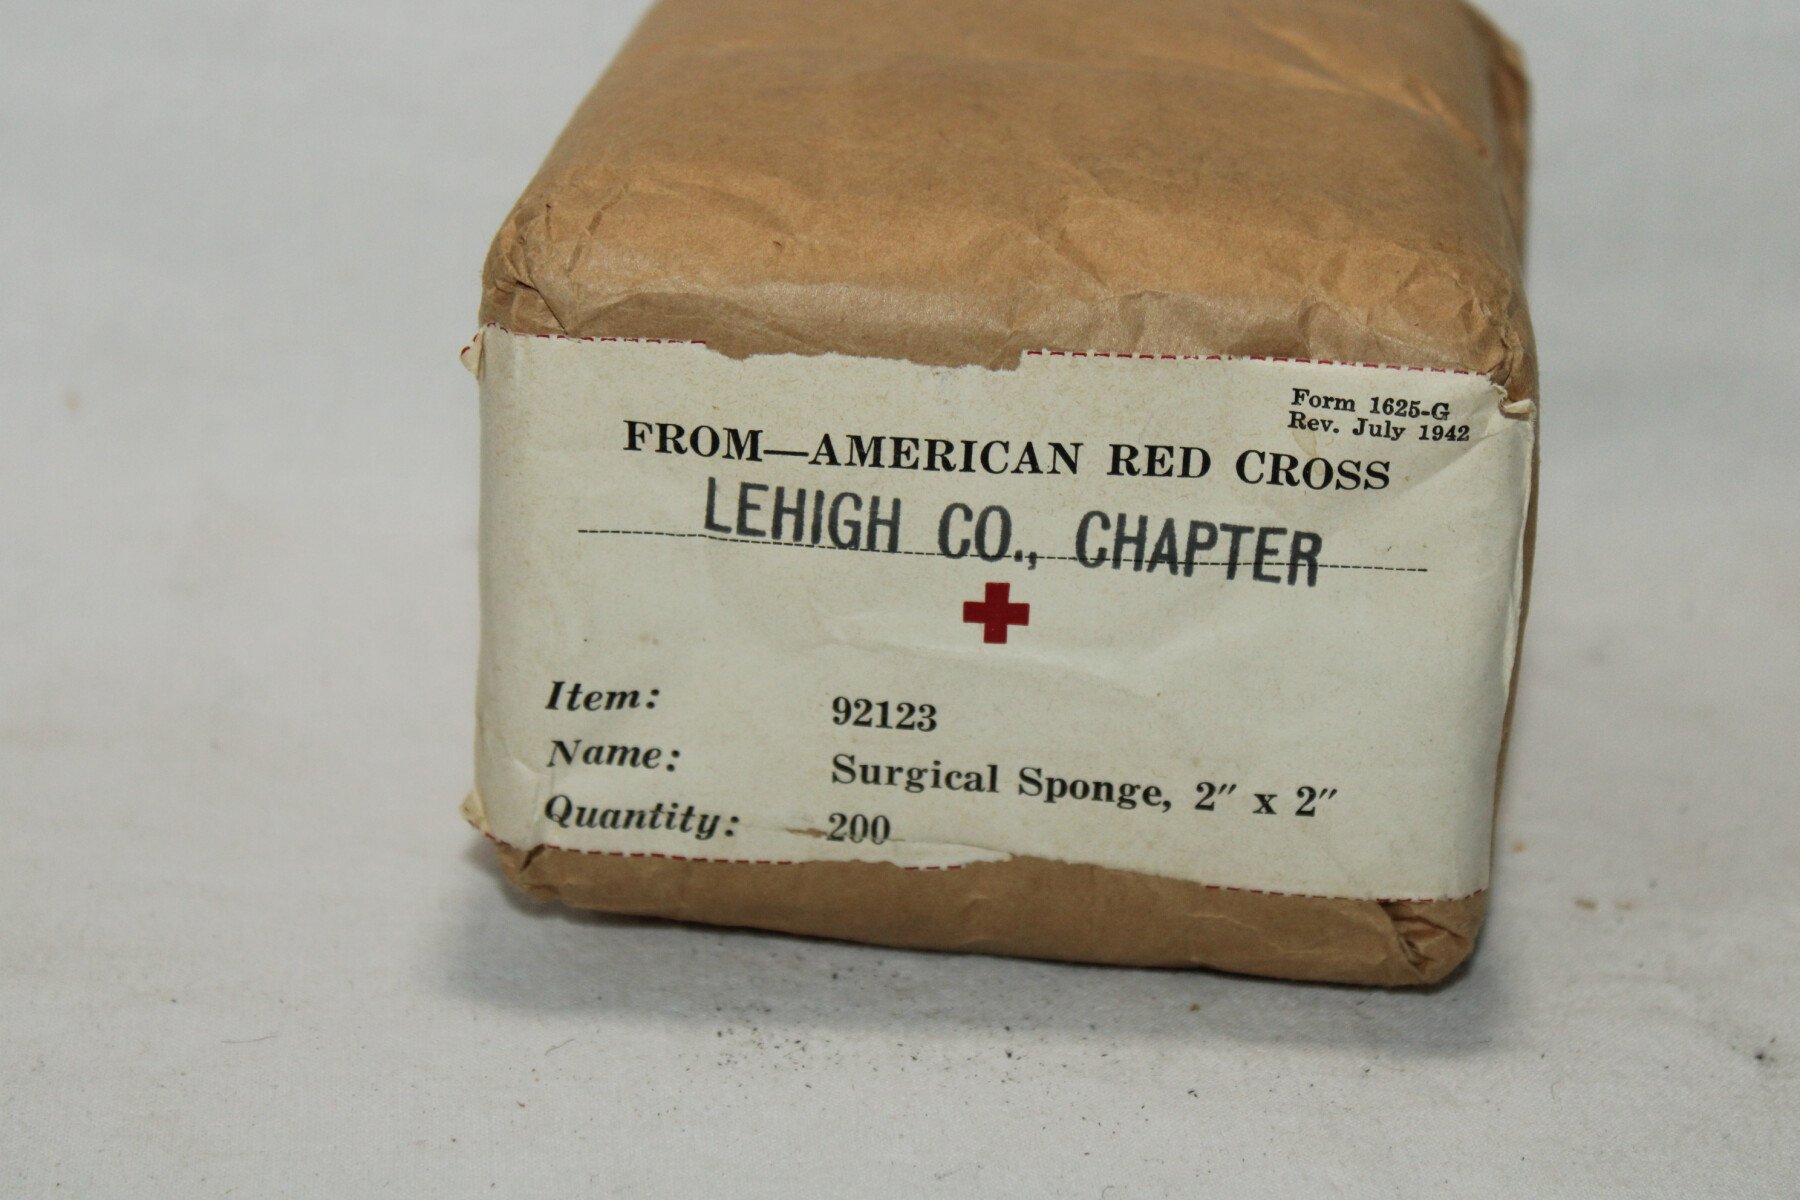 Form 1625-G
Rev. July 1942
FROM—AMERICAN RED CROSS
LEHIGH CO., CHAPTER
Item: 92123
Name: Surgical Sponge, 2″ x 2″
Quantity: 200